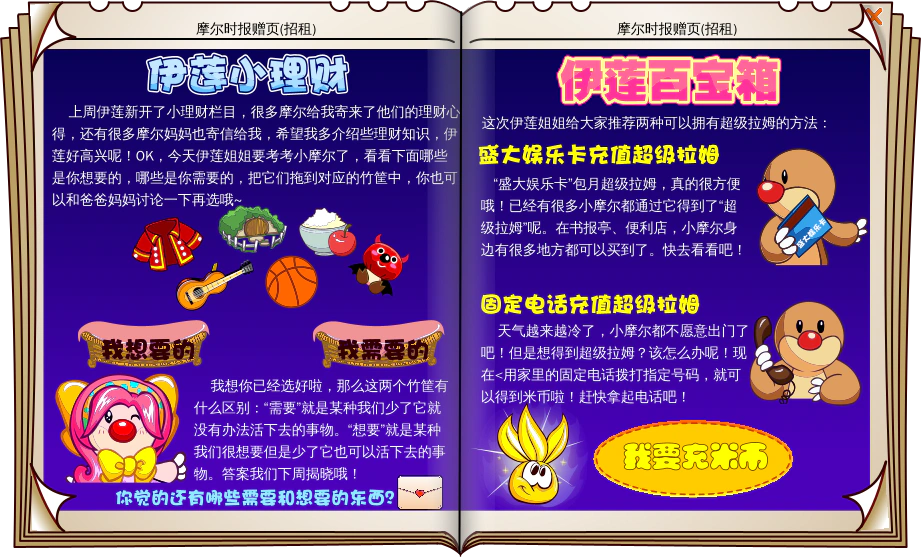 摩尔时报赠页(招租)
伊莲小理财
上周伊莲新开了小理财栏目，很多摩尔给我寄来了他们的理财心
得，还有很多摩尔妈妈也寄信给我，希望我多介绍些理财知识，伊
莲好高兴呢！OK，今天伊莲姐姐要考考小摩尔了，看看下面哪些
是你想要的，哪些是你需要的，把它们拖到对应的竹筐中，你也可
以和爸爸妈妈讨论一下再选哦~
我想要的
我需要的
我想你已经选好啦，那么这两个竹筐有
什么区别：“需要”就是某种我们少了它就
没有办法活下去的事物。“想要”就是某种
我们很想要但是少了它也可以活下去的事
物。答案我们下周揭晓哦！
你觉的还有哪些需要和想要的东西?
摩尔时报赠页(招租)
伊莲百宝箱
这次伊莲姐姐给大家推荐两种可以拥有超级拉姆的方法：
盛大娱乐卡充值超级拉姆
“盛大娱乐卡”包月超级拉姆，真的很方便
哦！已经有很多小摩尔都通过它得到了“超
级拉姆”呢。在书报亭、便利店，小摩尔身
边有很多地方都可以买到了。快去看看吧！
盛大娱乐卡
固定电话充值超级拉姆
天气越来越冷了，小摩尔都不愿意出门了
吧！但是想得到超级拉姆？该怎么办呢！现
在<用家里的固定电话拨打指定号码，就可
以得到米币啦！赶快拿起电话吧！
我要充米币